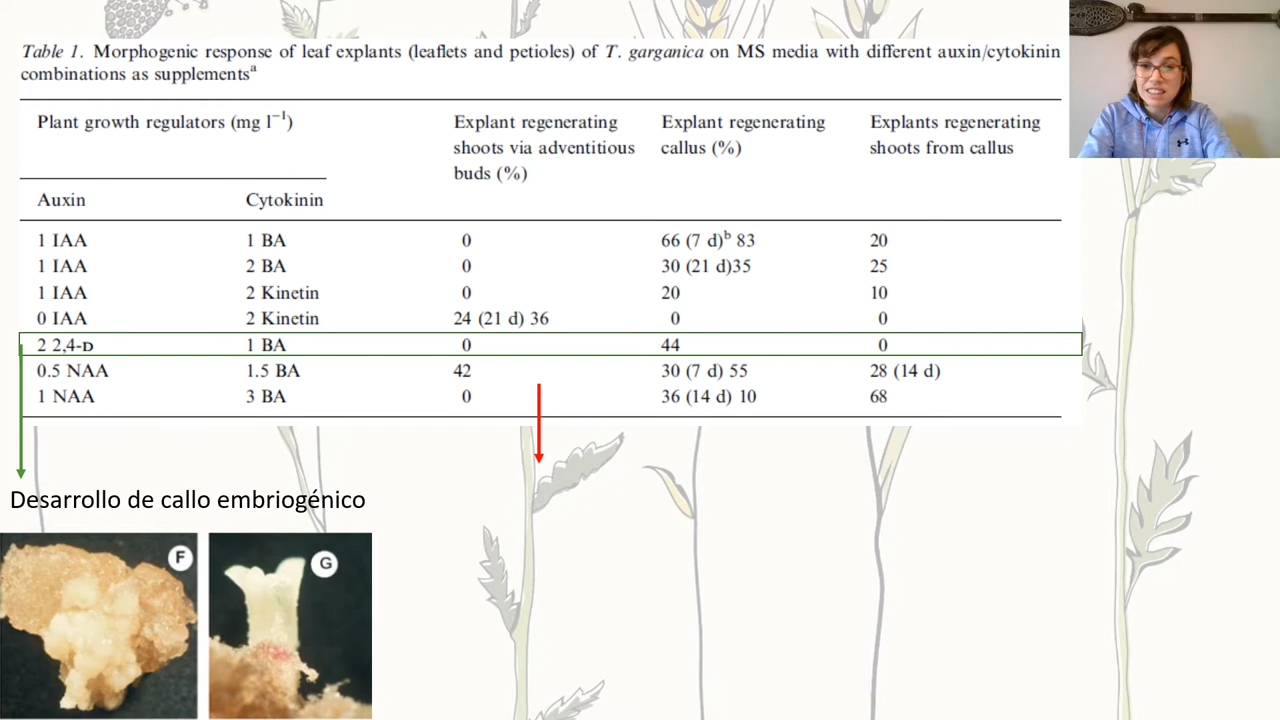 Table 1. Morphogenic response of leaf explants (leaflets and petioles) of T. garganica on MS media with different auxin/cytokinin
combinations as supplementsᵃ
Plant growth regulators (mg l⁻¹) Explant regenerating Explant regenerating Explants regenerating
shoots via adventitious callus (%) shoots from callus
buds (%)
Auxin Cytokinin
1 IAA 1 BA 0 66 (7 d)ᵇ 83 20
1 IAA 2 BA 0 30 (21 d)35 25
1 IAA 2 Kinetin 0 20 10
0 IAA 2 Kinetin 24 (21 d) 36 0 0
2 2,4-D 1 BA 0 44 0
0.5 NAA 1.5 BA 42 30 (7 d) 55 28 (14 d)
1 NAA 3 BA 0 36 (14 d) 10 68
Desarrollo de callo embriogénico
F G